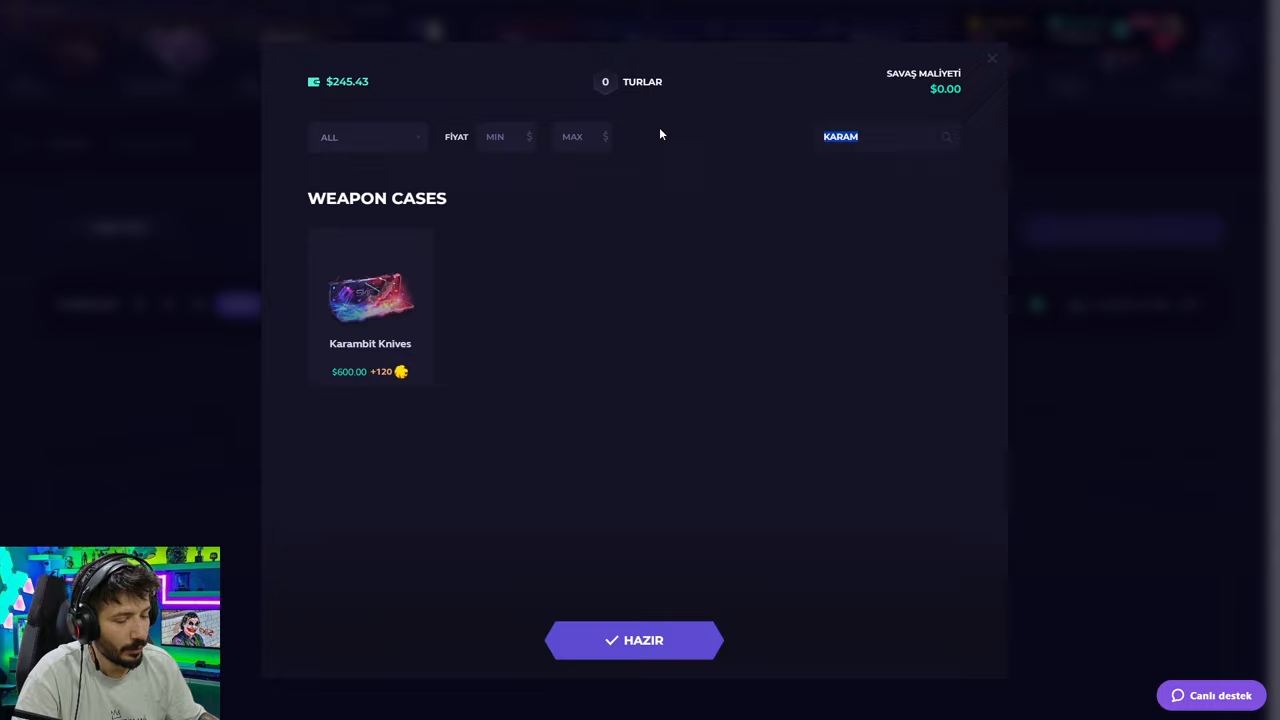 $245.43
0 TURLAR
SAVAŞ MALİYETİ
$0.00
ALL
FİYAT
MIN $
MAX $
KARAM
WEAPON CASES
Karambit Knives
$600.00 +120
HAZIR
Canlı destek